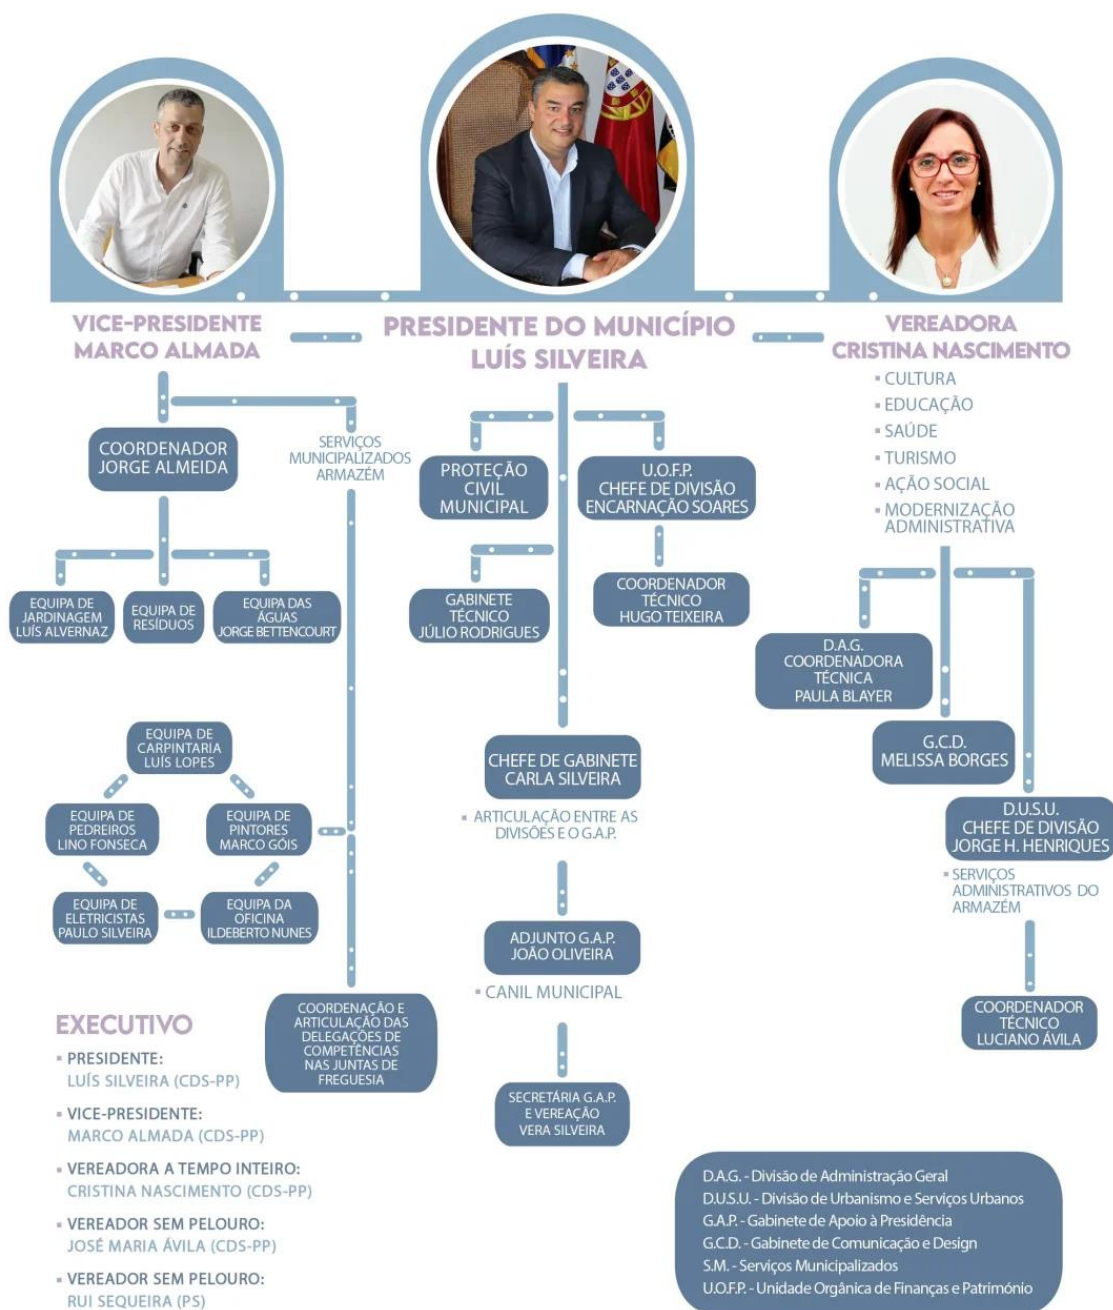 VICE-PRESIDENTE
MARCO ALMADA
PRESIDENTE DO MUNICÍPIO
LUÍS SILVEIRA
VEREADORA
CRISTINA NASCIMENTO
▪ CULTURA
▪ EDUCAÇÃO
▪ SAÚDE
▪ TURISMO
▪ AÇÃO SOCIAL
▪ MODERNIZAÇÃO
ADMINISTRATIVA
COORDENADOR
JORGE ALMEIDA
SERVIÇOS
MUNICIPALIZADOS
ARMAZÉM
EQUIPA DE
JARDINAGEM
LUÍS ALVERNAZ
EQUIPA DE
RESÍDUOS
EQUIPA DAS
ÁGUAS
JORGE BETTENCOURT
EQUIPA DE
CARPINTARIA
LUÍS LOPES
EQUIPA DE
PEDREIROS
LINO FONSECA
EQUIPA DE
PINTORES
MARCO GÓIS
EQUIPA DE
ELETRICISTAS
PAULO SILVEIRA
EQUIPA DA
OFICINA
ILDEBERTO NUNES
COORDENAÇÃO E
ARTICULAÇÃO DAS
DELEGAÇÕES DE
COMPETÊNCIAS
NAS JUNTAS DE
FREGUESIA
PROTEÇÃO
CIVIL
MUNICIPAL
U.O.F.P.
CHEFE DE DIVISÃO
ENCARNAÇÃO SOARES
GABINETE
TÉCNICO
JÚLIO RODRIGUES
COORDENADOR
TÉCNICO
HUGO TEIXEIRA
CHEFE DE GABINETE
CARLA SILVEIRA
▪ ARTICULAÇÃO ENTRE AS
DIVISÕES E O G.A.P.
ADJUNTO G.A.P.
JOÃO OLIVEIRA
▪ CANIL MUNICIPAL
SECRETÁRIA G.A.P.
E VEREAÇÃO
VERA SILVEIRA
D.A.G.
COORDENADORA
TÉCNICA
PAULA BLAYER
G.C.D.
MELISSA BORGES
D.U.S.U.
CHEFE DE DIVISÃO
JORGE H. HENRIQUES
▪ SERVIÇOS
ADMINISTRATIVOS DO
ARMAZÉM
COORDENADOR
TÉCNICO
LUCIANO ÁVILA
EXECUTIVO
▪ PRESIDENTE:
LUÍS SILVEIRA (CDS-PP)
▪ VICE-PRESIDENTE:
MARCO ALMADA (CDS-PP)
▪ VEREADORA A TEMPO INTEIRO:
CRISTINA NASCIMENTO (CDS-PP)
▪ VEREADOR SEM PELOURO:
JOSÉ MARIA ÁVILA (CDS-PP)
▪ VEREADOR SEM PELOURO:
RUI SEQUEIRA (PS)
D.A.G. - Divisão de Administração Geral
D.U.S.U. - Divisão de Urbanismo e Serviços Urbanos
G.A.P. - Gabinete de Apoio à Presidência
G.C.D. - Gabinete de Comunicação e Design
S.M. - Serviços Municipalizados
U.O.F.P. - Unidade Orgânica de Finanças e Património